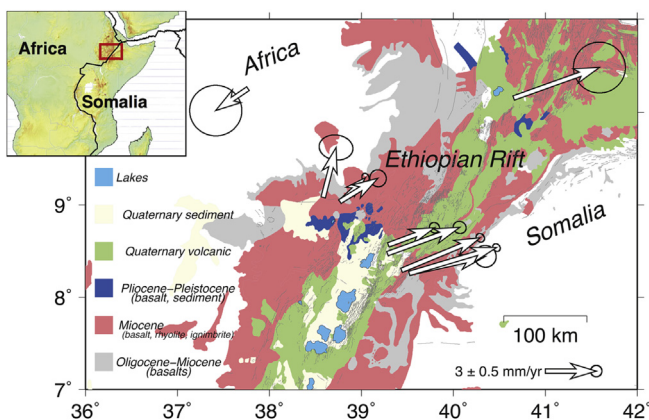 Africa
Somalia
Africa
Ethiopian Rift
Somalia
Lakes
Quaternary sediment
Quaternary volcanic
Pliocene-Pleistocene
(basalt, sediment)
Miocene
(basalt, rhyolite, ignimbrite)
Oligocene-Miocene
(basalts)
100 km
3 ± 0.5 mm/yr
9°
8°
7°
36°
37°
38°
39°
40°
41°
42°